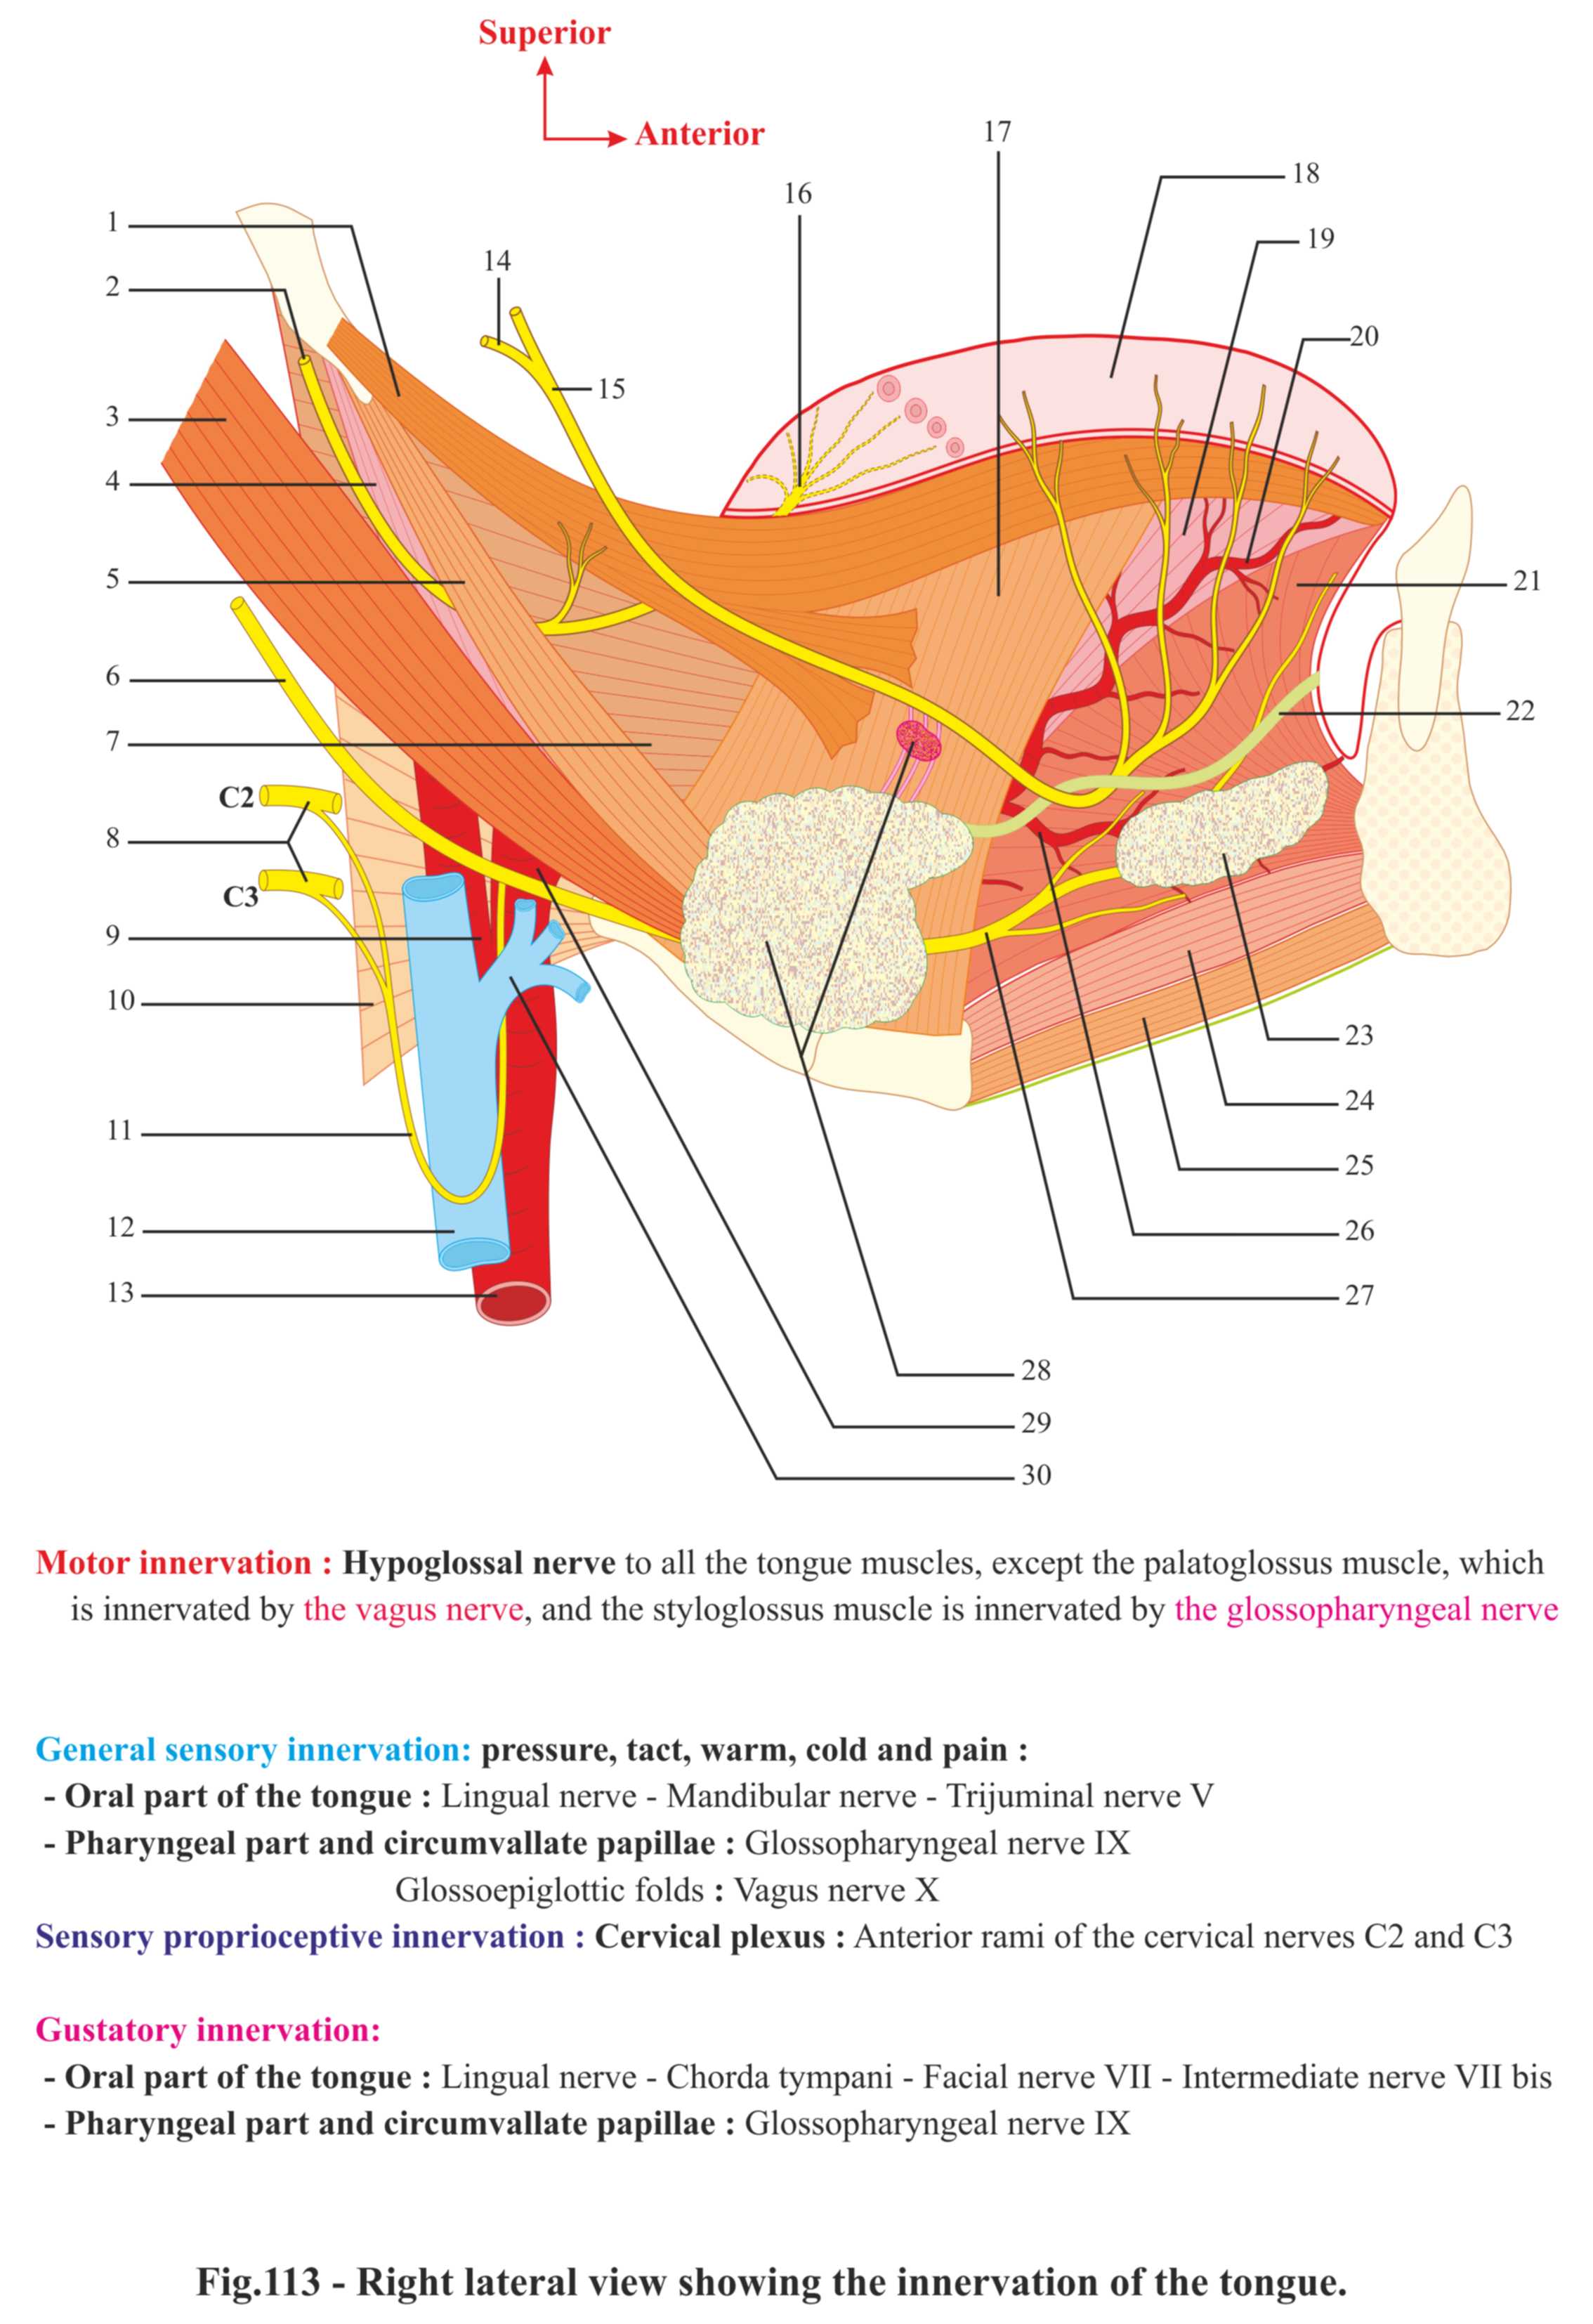 Superior
Anterior
17
18
16
19
1
14
2
20
15
3
4
5
21
6
22
7
C2
8
C3
9
10
23
24
11
25
12
26
13
27
28
29
30
Motor innervation : Hypoglossal nerve to all the tongue muscles, except the palatoglossus muscle, which
is innervated by the vagus nerve, and the styloglossus muscle is innervated by the glossopharyngeal nerve
General sensory innervation: pressure, tact, warm, cold and pain :
- Oral part of the tongue : Lingual nerve - Mandibular nerve - Trijuminal nerve V
- Pharyngeal part and circumvallate papillae : Glossopharyngeal nerve IX
Glossoepiglottic folds : Vagus nerve X
Sensory proprioceptive innervation : Cervical plexus : Anterior rami of the cervical nerves C2 and C3
Gustatory innervation:
- Oral part of the tongue : Lingual nerve - Chorda tympani - Facial nerve VII - Intermediate nerve VII bis
- Pharyngeal part and circumvallate papillae : Glossopharyngeal nerve IX
Fig.113 - Right lateral view showing the innervation of the tongue.